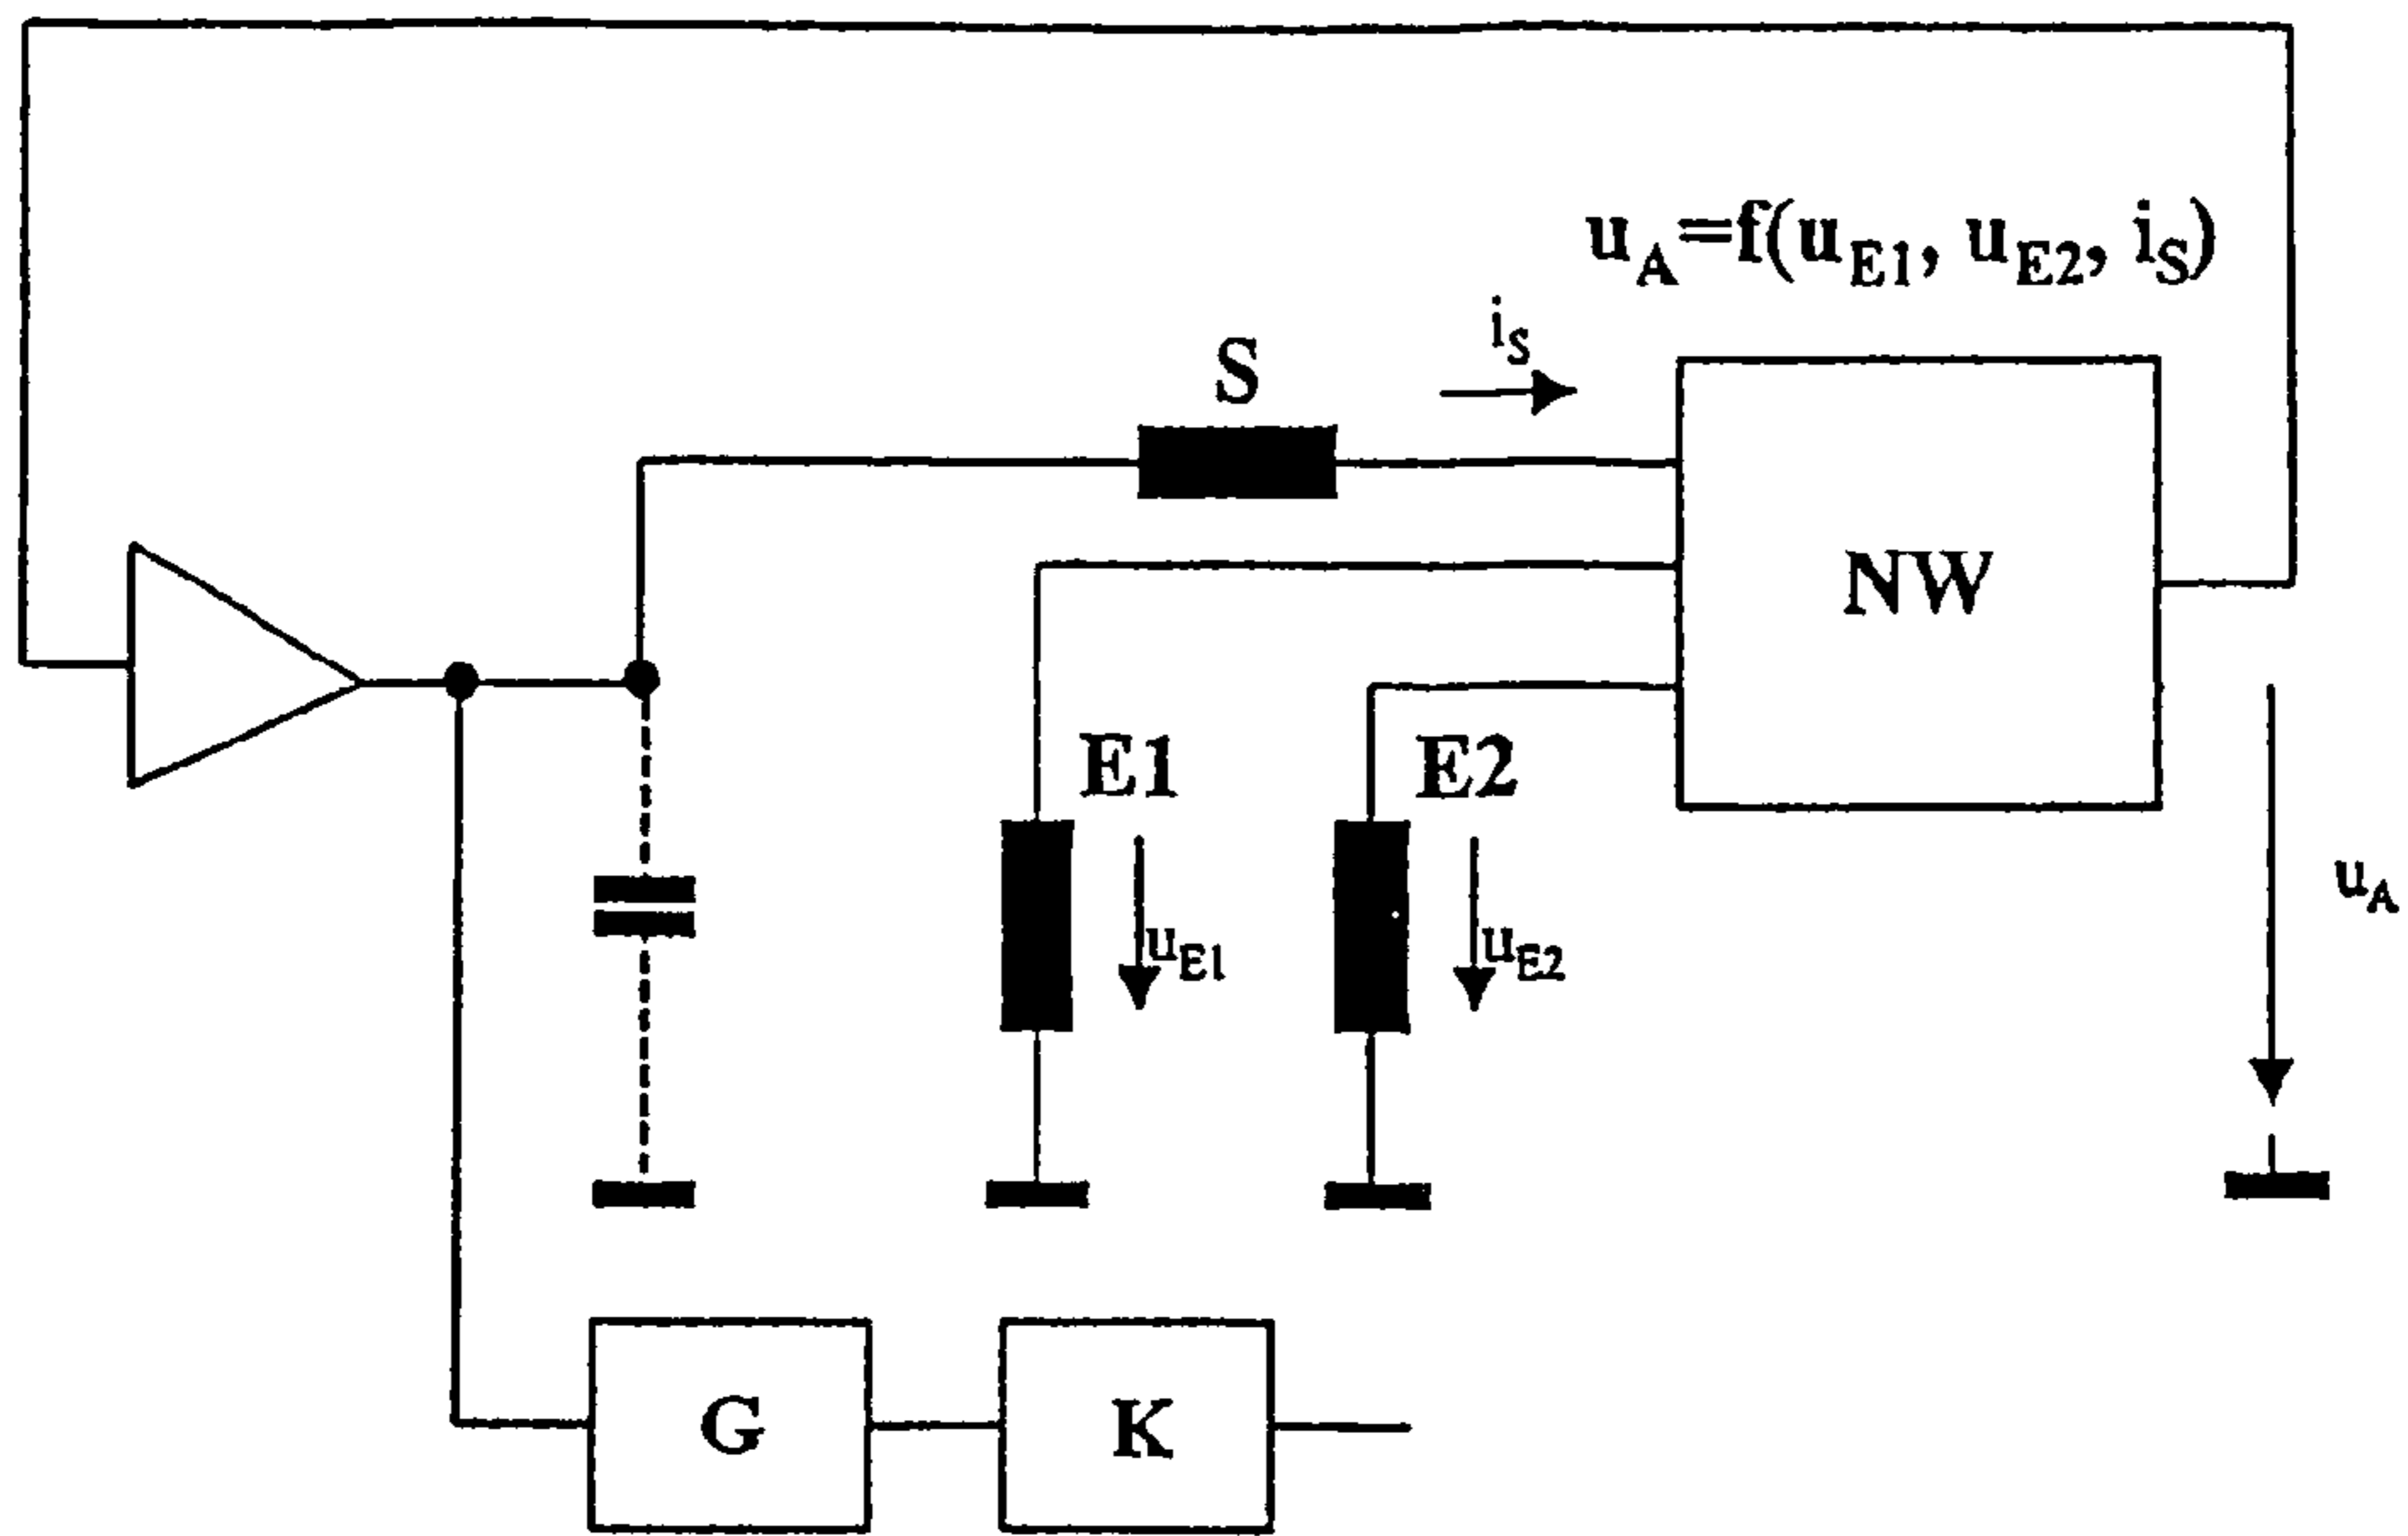 u_A=f(u_E1, u_E2, i_S)
i_S
S
NW
E1
E2
u_A
u_E1
u_E2
G
K